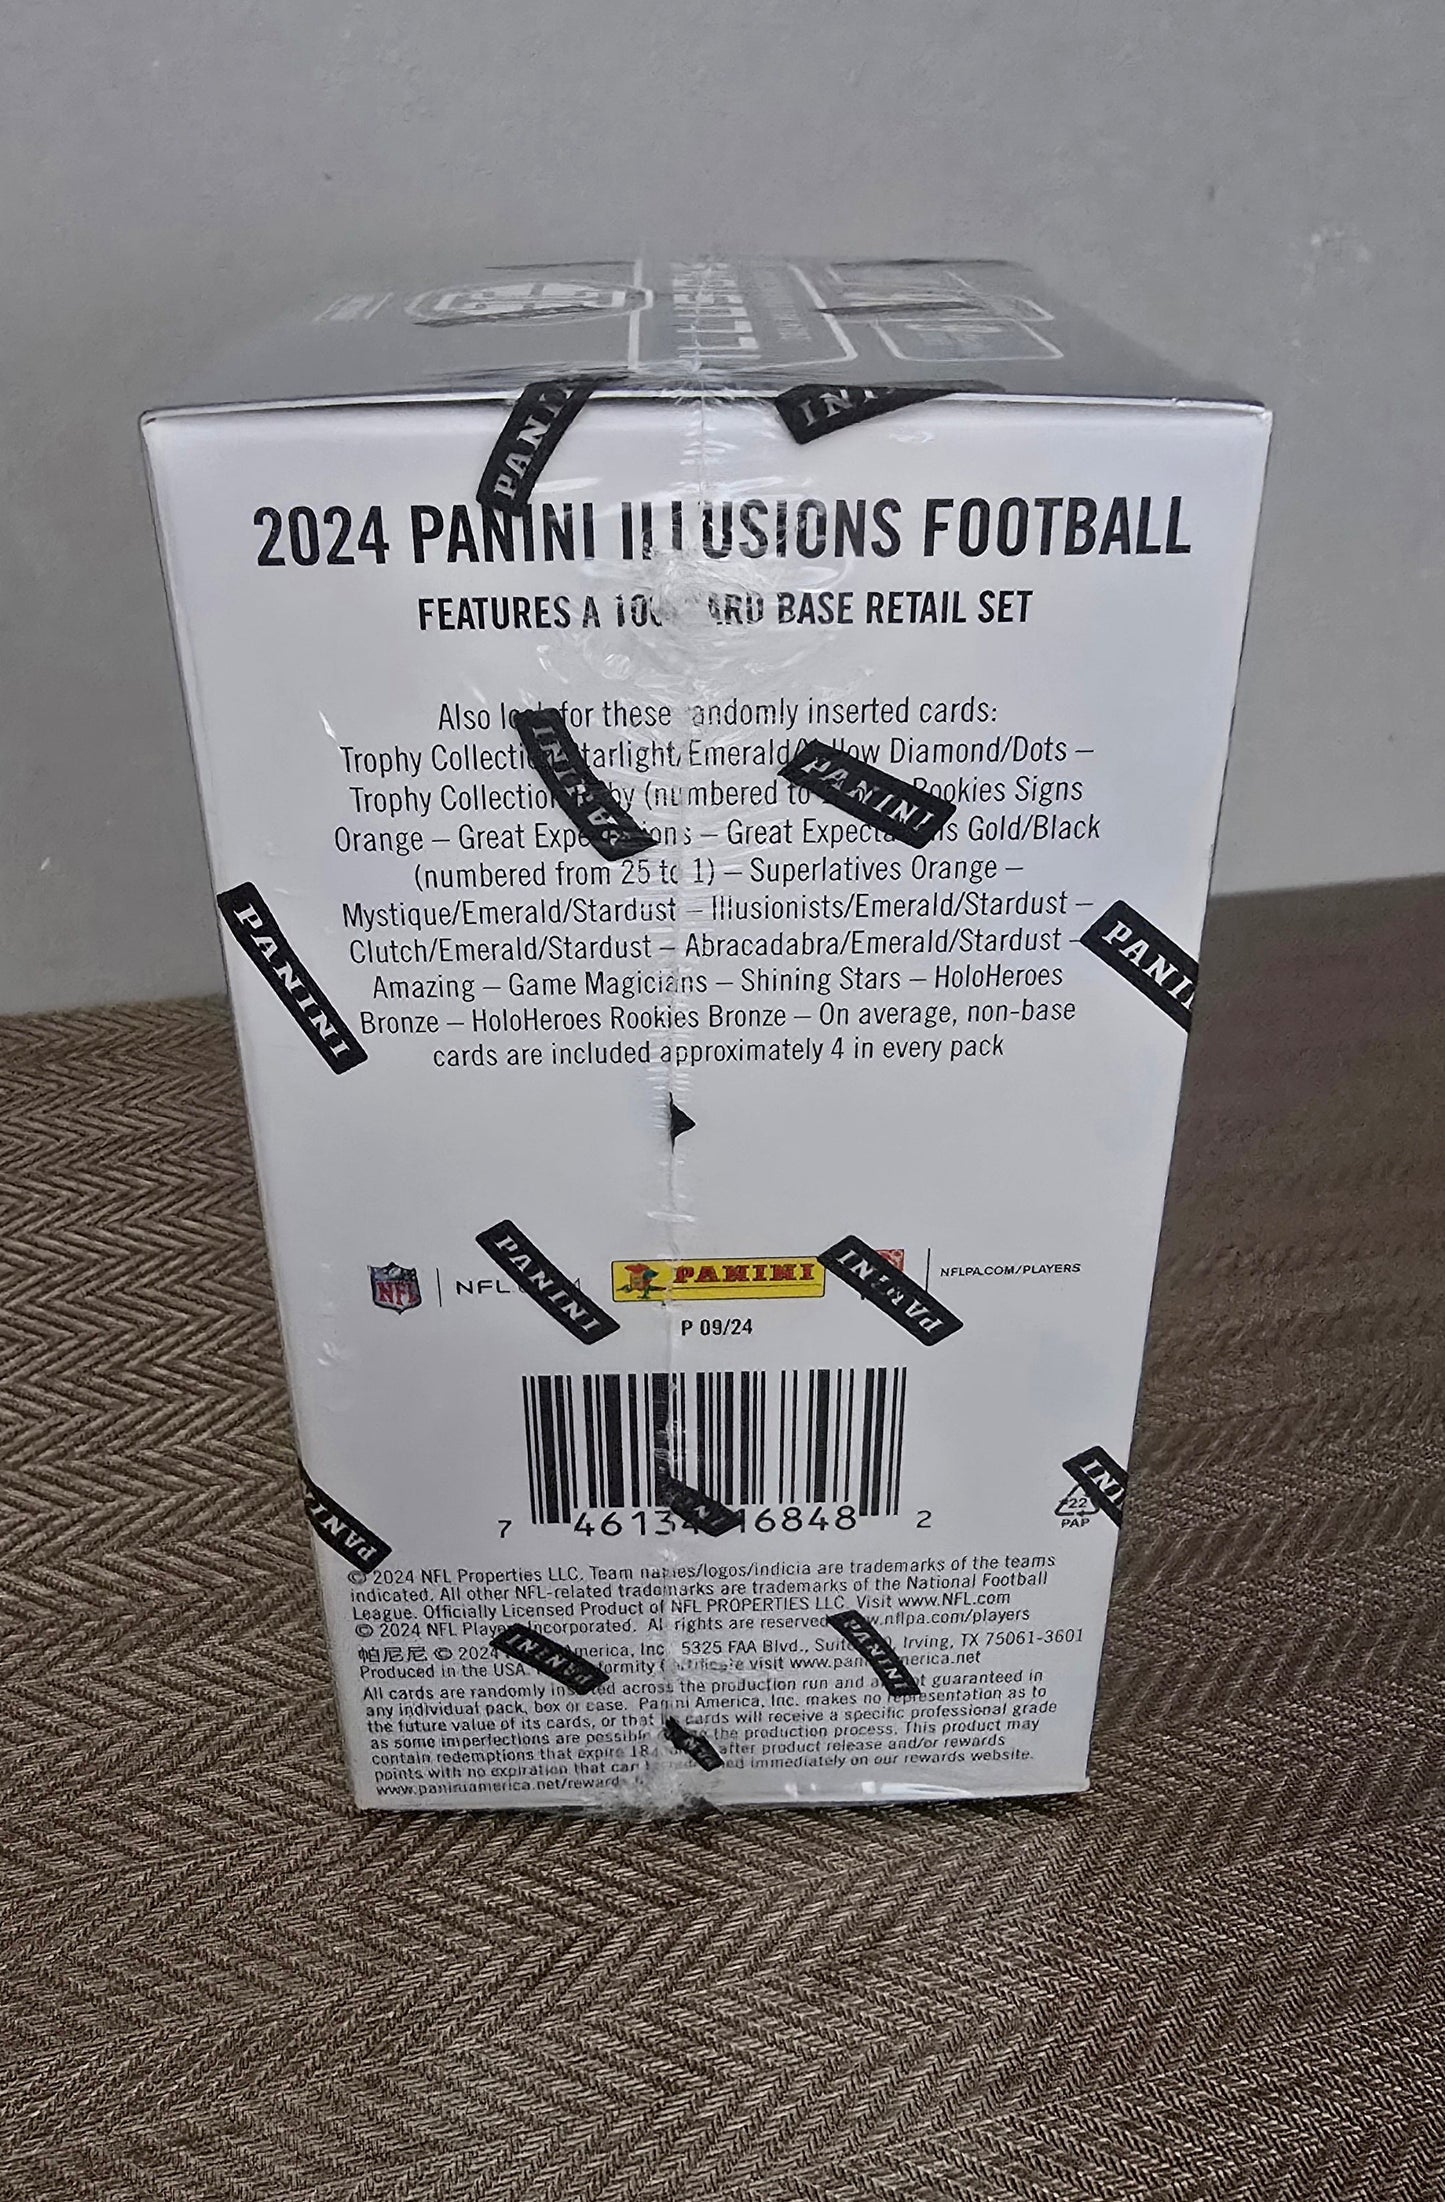 2024 PANINI ILLUSIONS FOOTBALL
FEATURES A BASE RETAIL SET
Also for these randomly inserted cards:
Trophy Starlight/Emerald/Yellow Diamond/Dots –
Trophy Collection (numbered to Rookies Signs
Orange – Great Expectations – Great Expectations Gold/Black
(numbered from 25 to 1) – Superlatives Orange –
Mystique/Emerald/Stardust – Illusionists/Emerald/Stardust –
Clutch/Emerald/Stardust – Abracadabra/Emerald/Stardust –
Amazing – Game Magicians – Shining Stars – HoloHeroes
Bronze – HoloHeroes Rookies Bronze – On average, non-base
cards are included approximately 4 in every pack
PANINI
PANINI
PANINI
PANINI
NFL
PANINI
PANINI
PANINI
NFLPA.COM/PLAYERS
P 09/24
7 16848 2
PANINI
22
PAP
© 2024 NFL Properties LLC. Team names/logos/indicia are trademarks of the teams
indicated. All other NFL-related trademarks are trademarks of the National Football
League. Officially Licensed Product of NFL PROPERTIES LLC. Visit www.NFL.com
© 2024 NFL Players Incorporated. All rights are reserved. www.nflpa.com/players
帕尼尼 © 2024 America, Inc. 5325 FAA Blvd., Irving, TX 75061-3601
Produced in the USA. visit www.paniniamerica.net
All cards are randomly inserted across the production run and are not guaranteed in
any individual pack, box or case. Panini America, Inc. makes no representation as to
the future value of its cards, or that its cards will receive a specific professional grade
as some imperfections are possible the production process. This product may
contain redemptions that expire after product release and/or rewards
points with no expiration that can immediately on our rewards website.
www.paniniamerica.net/rewards